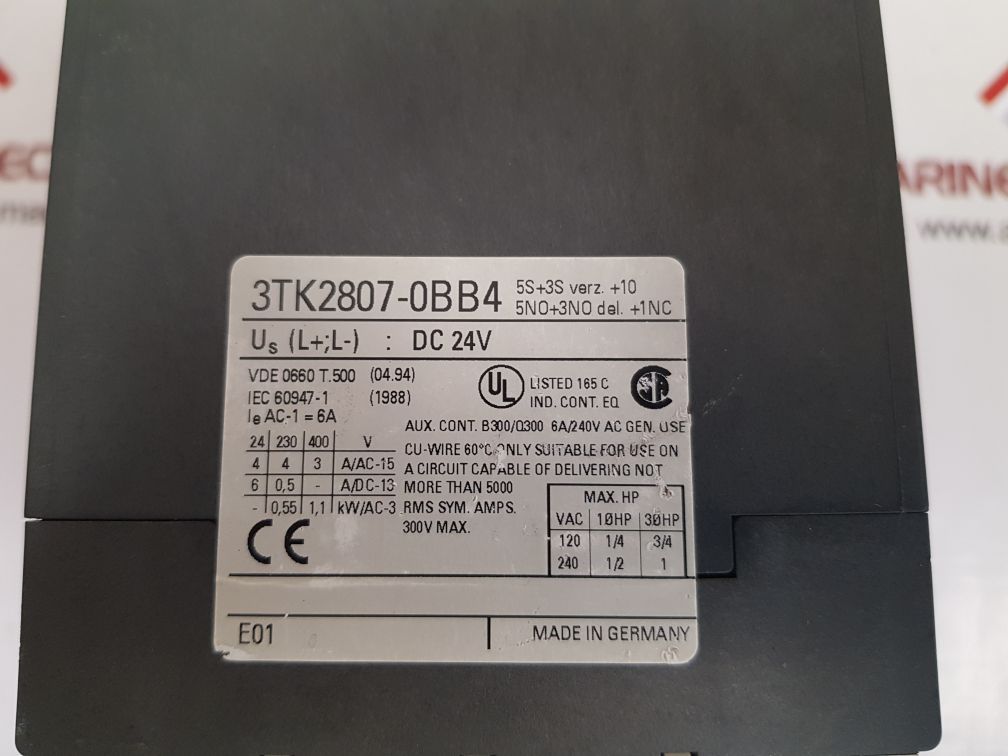 3TK2807-0BB4
5S+3S verz. +1Ö
5NO+3NO del. +1NC
Us (L+;L-) : DC 24V
VDE 0660 T.500 (04.94)
IEC 60947-1 (1988)
Ie AC-1 = 6A
24 230 400 V
4 4 3 A/AC-15
6 0,5 - A/DC-13
- 0,55 1,1 kW/AC-3
CE
UL
LISTED 165 C
IND. CONT. EQ
AUX. CONT. B300/Q300 6A/240V AC GEN. USE
CU-WIRE 60°C ONLY SUITABLE FOR USE ON
A CIRCUIT CAPABLE OF DELIVERING NOT
MORE THAN 5000
RMS SYM. AMPS.
300V MAX.
MAX. HP
VAC 1ØHP 3ØHP
120 1/4 3/4
240 1/2 1
E01
MADE IN GERMANY
ARINE
www.